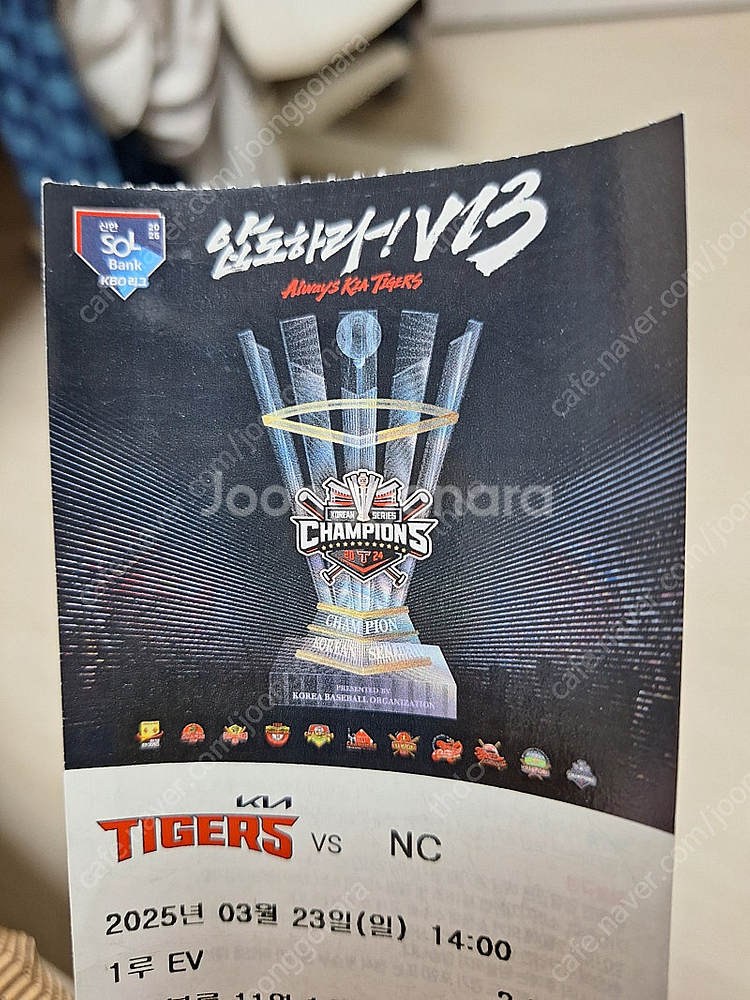 신한
SOL
Bank
KBO 리그
2025
압도하라! V13
Always KIA TIGERS
KOREAN SERIES
CHAMPIONS
2024
CHAMPION
KOREAN SERIES
PRESENTED BY
KOREA BASEBALL ORGANIZATION
Joonggonara
KIA
TIGERS VS NC
2025년 03월 23일(일) 14:00
1루 EV